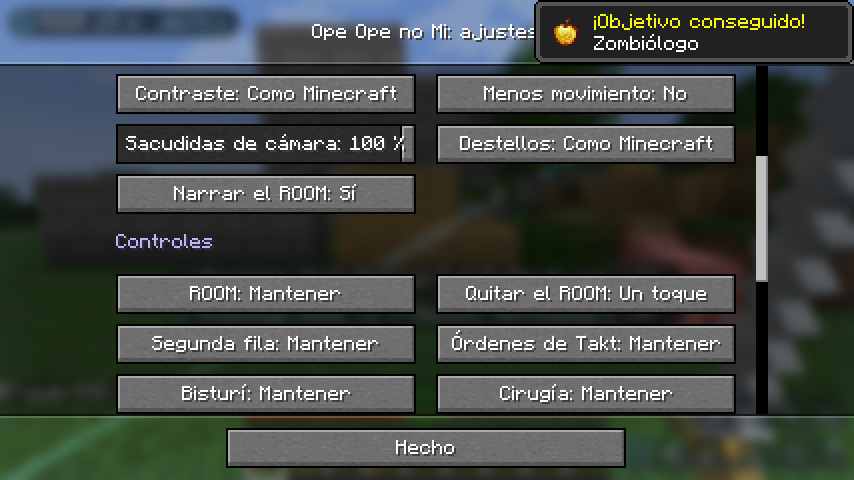 Ope Ope no Mi: ajustes
¡Objetivo conseguido!
Zombiólogo
Contraste: Como Minecraft
Menos movimiento: No
Sacudidas de cámara: 100 %
Destellos: Como Minecraft
Narrar el ROOM: Sí
Controles
ROOM: Mantener
Quitar el ROOM: Un toque
Segunda fila: Mantener
Órdenes de Takt: Mantener
Bisturí: Mantener
Cirugía: Mantener
Hecho